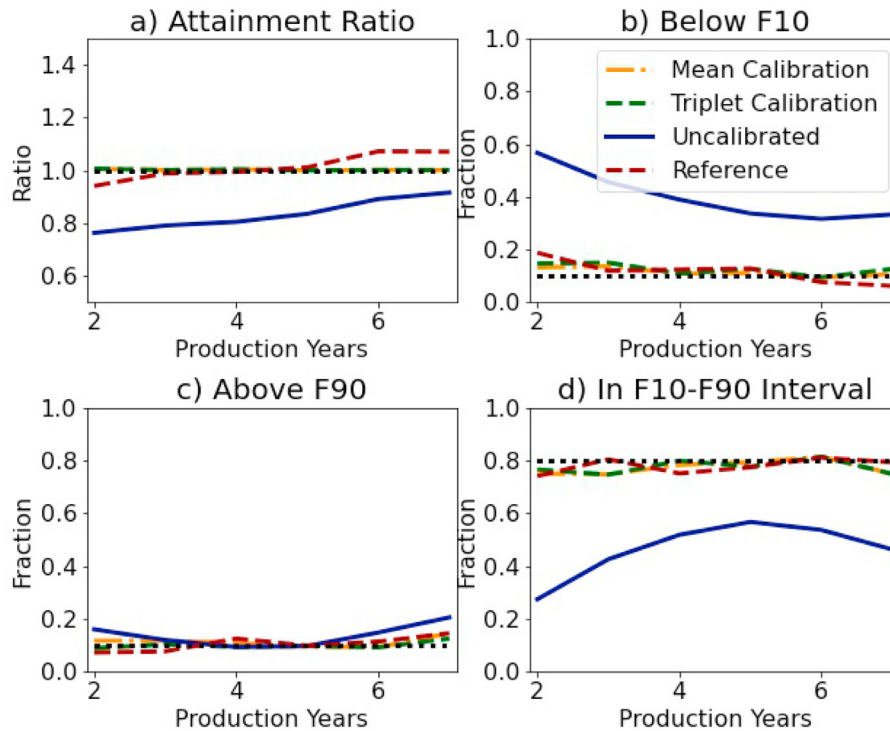 a) Attainment Ratio
1.4
1.2
1.0
0.8
0.6
Ratio
2
4
6
Production Years
b) Below F10
1.0
0.8
0.6
0.4
0.2
0.0
Fraction
Mean Calibration
Triplet Calibration
Uncalibrated
Reference
2
4
6
Production Years
c) Above F90
1.0
0.8
0.6
0.4
0.2
0.0
Fraction
2
4
6
Production Years
d) In F10-F90 Interval
1.0
0.8
0.6
0.4
0.2
0.0
Fraction
2
4
6
Production Years